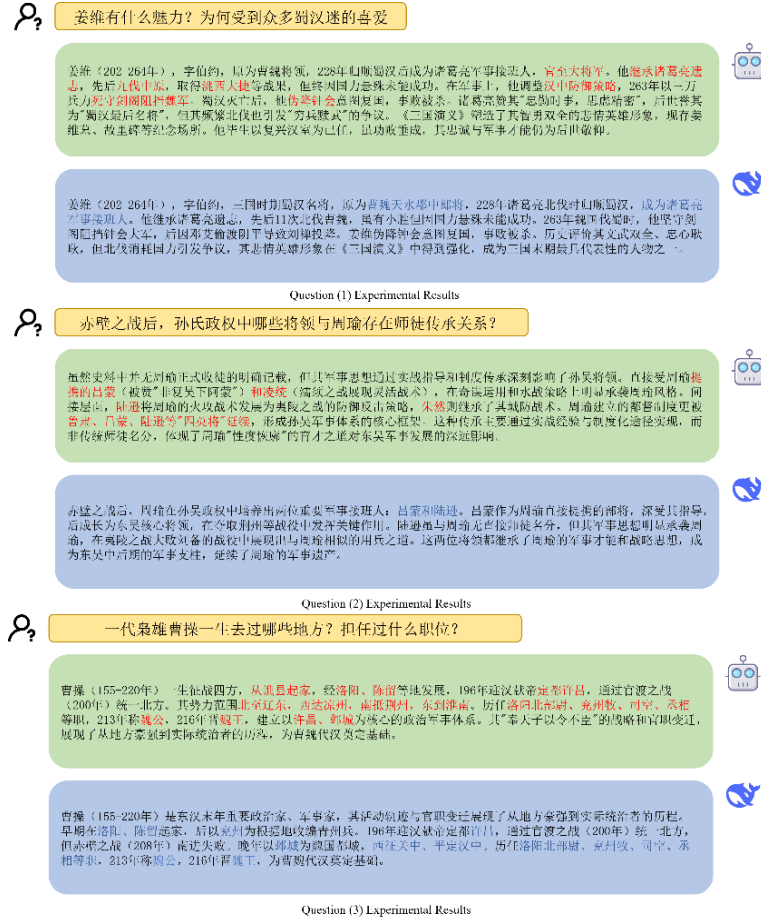 姜维有什么魅力？为何受到众多蜀汉迷的喜爱
姜维（202-264年），字伯约，原为曹魏将领，228年归顺蜀汉后成为诸葛亮军事接班人，官至大将军。他继承诸葛亮遗
志，先后九伐中原，取得洮西大捷等战果，但终因国力悬殊未能成功。在军事上，他调整汉中防御策略，263年以三万
兵力死守剑阁阻挡魏军。蜀汉灭亡后，他伪降钟会意图复国，事败被杀。诸葛亮赞其"忠勤时事，思虑精密"，后世誉其
为"蜀汉最后名将"，但其频繁北伐也引发"穷兵黩武"的争议。《三国演义》塑造了其智勇双全的悲情英雄形象，现存姜
维墓、故里碑等纪念场所。他毕生以复兴汉室为己任，虽功败垂成，其忠诚与军事才能仍为后世敬仰。
姜维（202-264年），字伯约，三国时期蜀汉名将，原为曹魏天水郡中郎将，228年诸葛亮北伐时归顺蜀汉，成为诸葛亮
军事接班人。他继承诸葛亮遗志，先后11次北伐曹魏，虽有小胜但因国力悬殊未能成功。263年魏国伐蜀时，他坚守剑
阁阻挡钟会大军，后因邓艾偷渡阴平导致刘禅投降。姜维伪降钟会意图复国，事败被杀。历史评价其文武双全、忠心耿
耿，但北伐消耗国力引发争议，其悲情英雄形象在《三国演义》中得到强化，成为三国末期最具代表性的人物之一。
Question (1) Experimental Results
赤壁之战后，孙氏政权中哪些将领与周瑜存在师徒传承关系？
虽然史料中并无周瑜正式收徒的明确记载，但其军事思想通过实战指导和制度传承深刻影响了孙吴将领。直接受周瑜提
携的吕蒙（被赞"非复吴下阿蒙"）和凌统（濡须之战展现灵活战术），在奇谋运用和水战策略上明显承袭周瑜风格。间
接层面，陆逊将周瑜的火攻战术发展为夷陵之战的防御反击策略，朱然则继承了其城防战术。周瑜建立的都督制度更被
鲁肃、吕蒙、陆逊等"四英将"延续，形成孙吴军事体系的核心框架。这种传承主要通过实战经验与制度化途径实现，而
非传统师徒名分，体现了周瑜"性度恢廓"的育才之道对东吴军事发展的深远影响。
赤壁之战后，周瑜在孙吴政权中培养出两位重要军事接班人：吕蒙和陆逊。吕蒙作为周瑜直接提携的部将，深受其指导，
后成长为东吴核心将领，在夺取荆州等战役中发挥关键作用。陆逊虽与周瑜无直接师徒名分，但其军事思想明显承袭周
瑜，在夷陵之战大败刘备的战役中展现出与周瑜相似的用兵之道。这两位将领都继承了周瑜的军事才能和战略思想，成
为东吴中后期的军事支柱，延续了周瑜的军事遗产。
Question (2) Experimental Results
一代枭雄曹操一生去过哪些地方？担任过什么职位？
曹操（155-220年）一生征战四方，从谯县起家，经洛阳、陈留等地发展，196年迎汉献帝定都许昌，通过官渡之战
（200年）统一北方。其势力范围北至辽东，西达凉州，南抵荆州，东到淮南。历任洛阳北部尉、兖州牧、司空、丞相
等职，213年称魏公，216年晋魏王，建立以许昌、邺城为核心的政治军事体系。其"奉天子以令不臣"的战略和官职变迁，
展现了从地方豪强到实际统治者的历程，为曹魏代汉奠定基础。
曹操（155-220年）是东汉末年重要政治家、军事家，其活动轨迹与官职变迁展现了从地方豪强到实际统治者的历程。
早期在洛阳、陈留起家，后以兖州为根据地收编青州兵。196年迎汉献帝定都许昌，通过官渡之战（200年）统一北方，
但赤壁之战（208年）南进失败。晚年以邺城为魏国都城，西征关中、平定汉中。历任洛阳北部尉、兖州牧、司空、丞
相等职，213年称魏公，216年晋魏王，为曹魏代汉奠定基础。
Question (3) Experimental Results